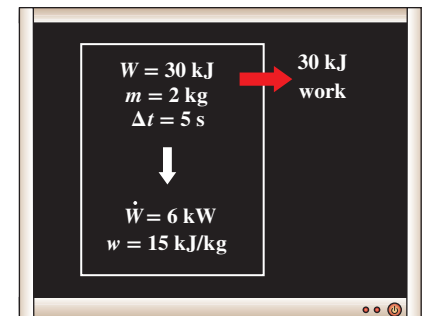 W = 30 kJ
m = 2 kg
Δt = 5 s
30 kJ
work
Ẇ = 6 kW
w = 15 kJ/kg